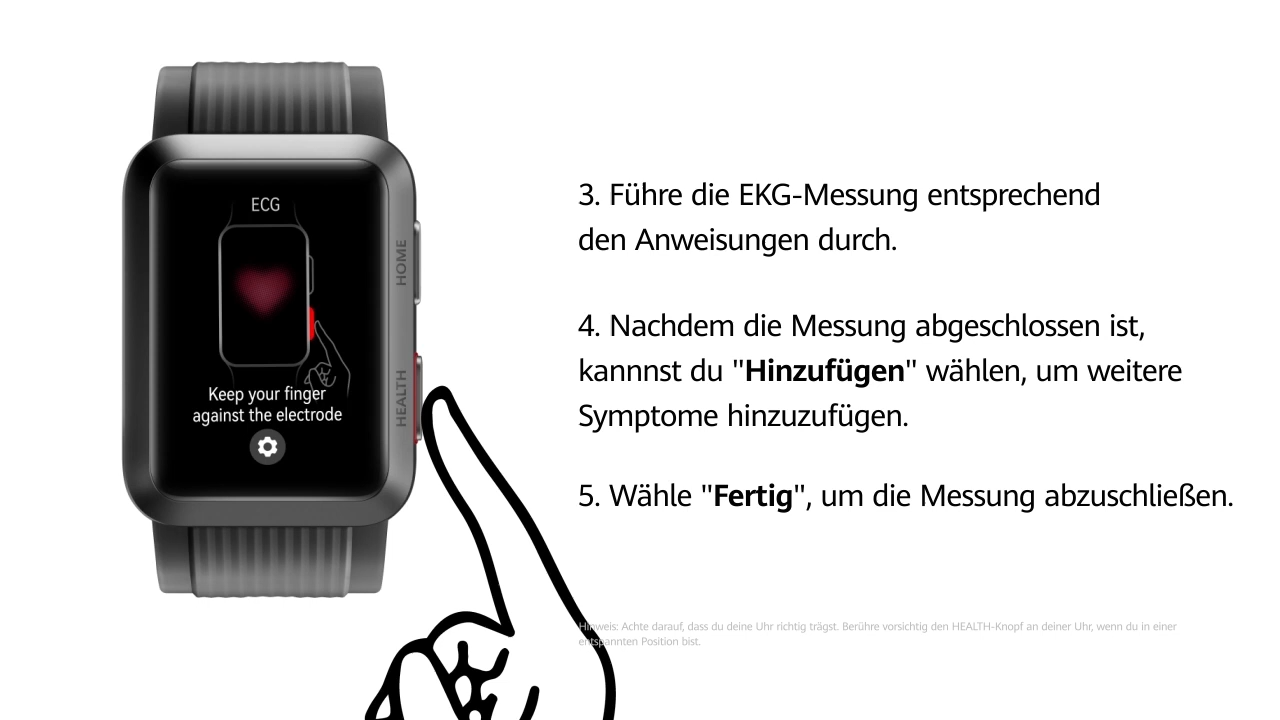 ECG
HOME
HEALTH
Keep your finger
against the electrode
3. Führe die EKG-Messung entsprechend
den Anweisungen durch.
4. Nachdem die Messung abgeschlossen ist,
kannnst du "Hinzufügen" wählen, um weitere
Symptome hinzuzufügen.
5. Wähle "Fertig", um die Messung abzuschließen.
Hinweis: Achte darauf, dass du deine Uhr richtig trägst. Berühre vorsichtig den HEALTH-Knopf an deiner Uhr, wenn du in einer
entspannten Position bist.